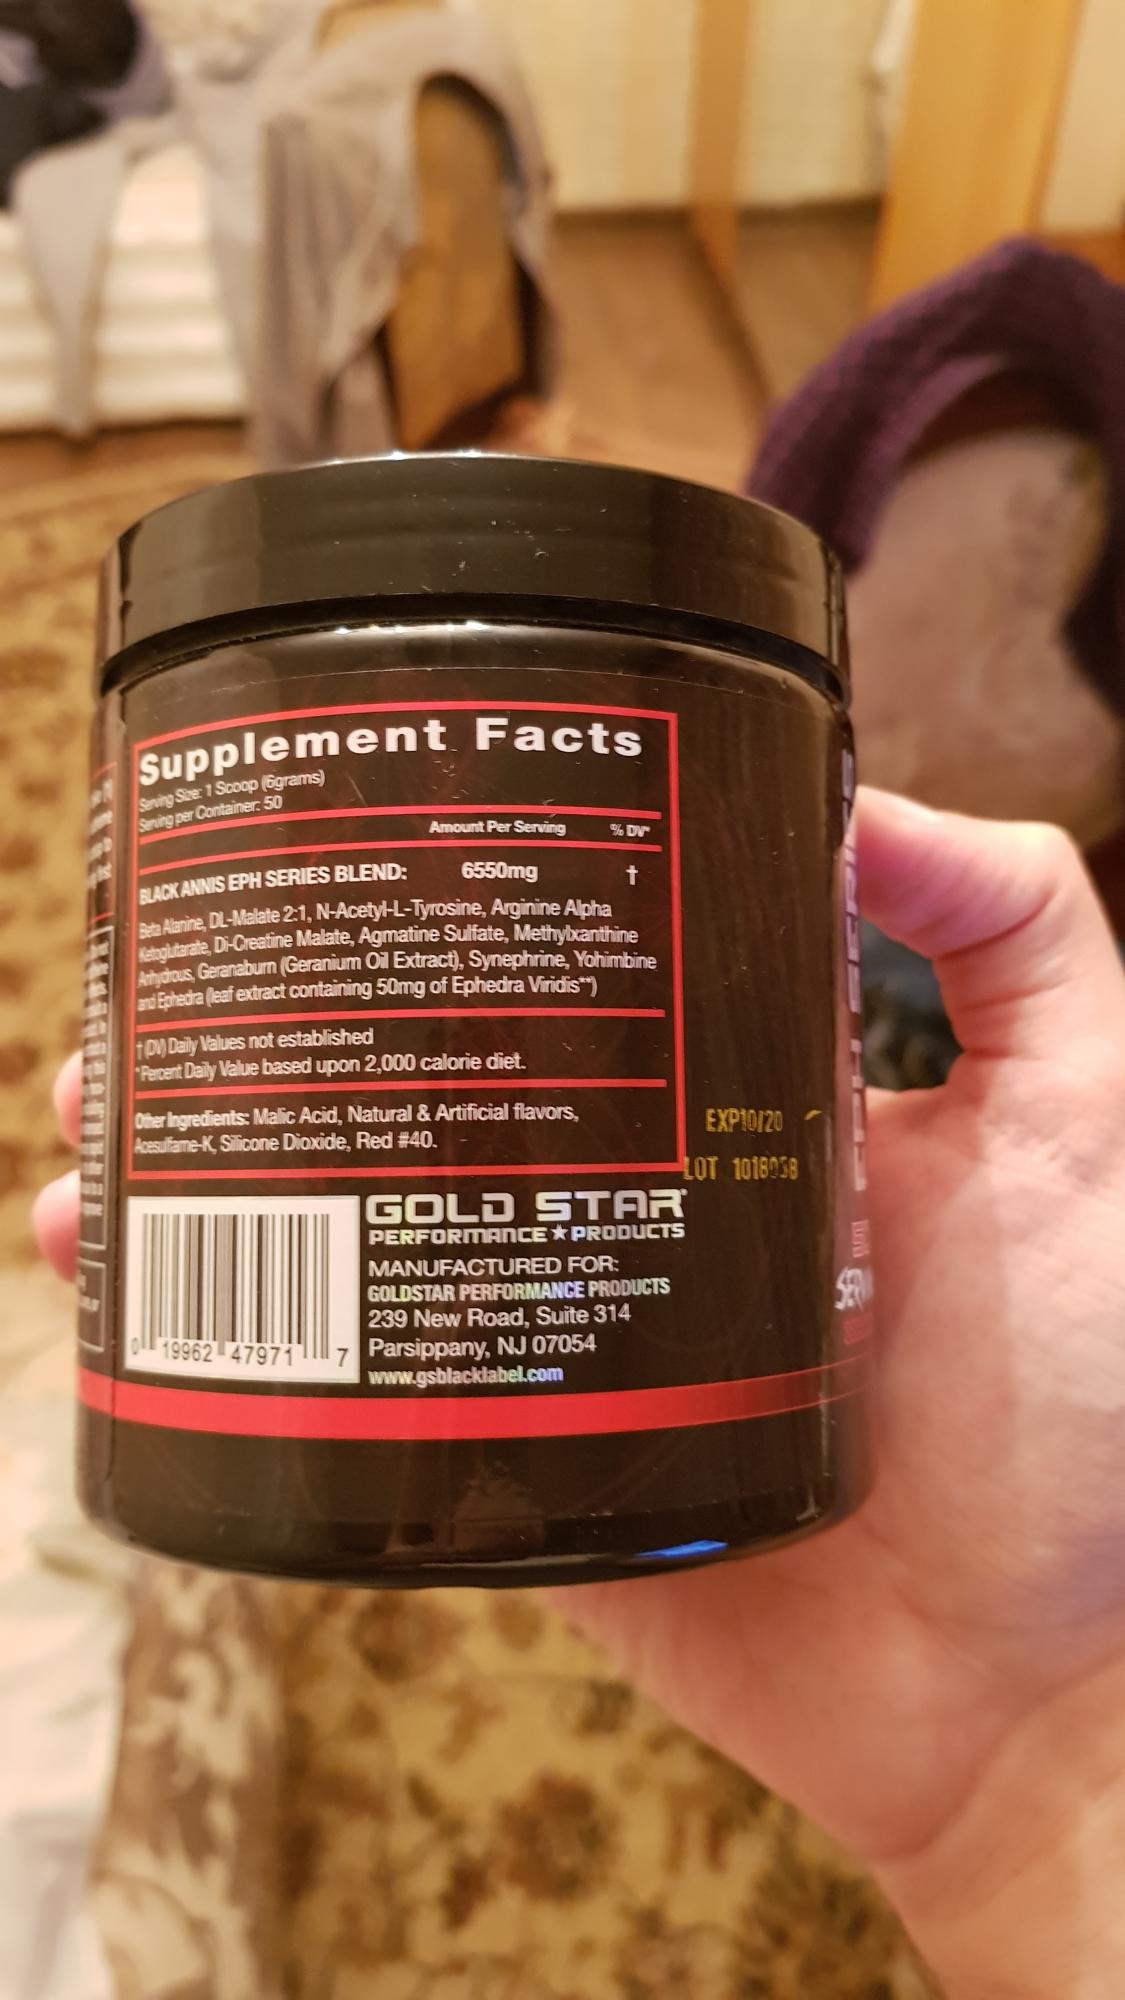 Supplement Facts
Serving Size: 1 Scoop (6grams)
Serving per Container: 50
Amount Per Serving % DV*
BLACK ANNIS EPH SERIES BLEND: 6550mg †
Beta Alanine, DL-Malate 2:1, N-Acetyl-L-Tyrosine, Arginine Alpha
Ketoglutarate, Di-Creatine Malate, Agmatine Sulfate, Methylxanthine
Anhydrous, Geranaburn (Geranium Oil Extract), Synephrine, Yohimbine
and Ephedra (leaf extract containing 50mg of Ephedra Viridis**)
† (DV) Daily Values not established
*Percent Daily Value based upon 2,000 calorie diet.
Other Ingredients: Malic Acid, Natural & Artificial flavors,
Acesulfame-K, Silicone Dioxide, Red #40.
EXP10/20
LOT 1018
0 19962 47971 7
GOLD STAR
PERFORMANCE★PRODUCTS
MANUFACTURED FOR:
GOLDSTAR PERFORMANCE PRODUCTS
239 New Road, Suite 314
Parsippany, NJ 07054
www.gsblacklabel.com
EPH SERIES